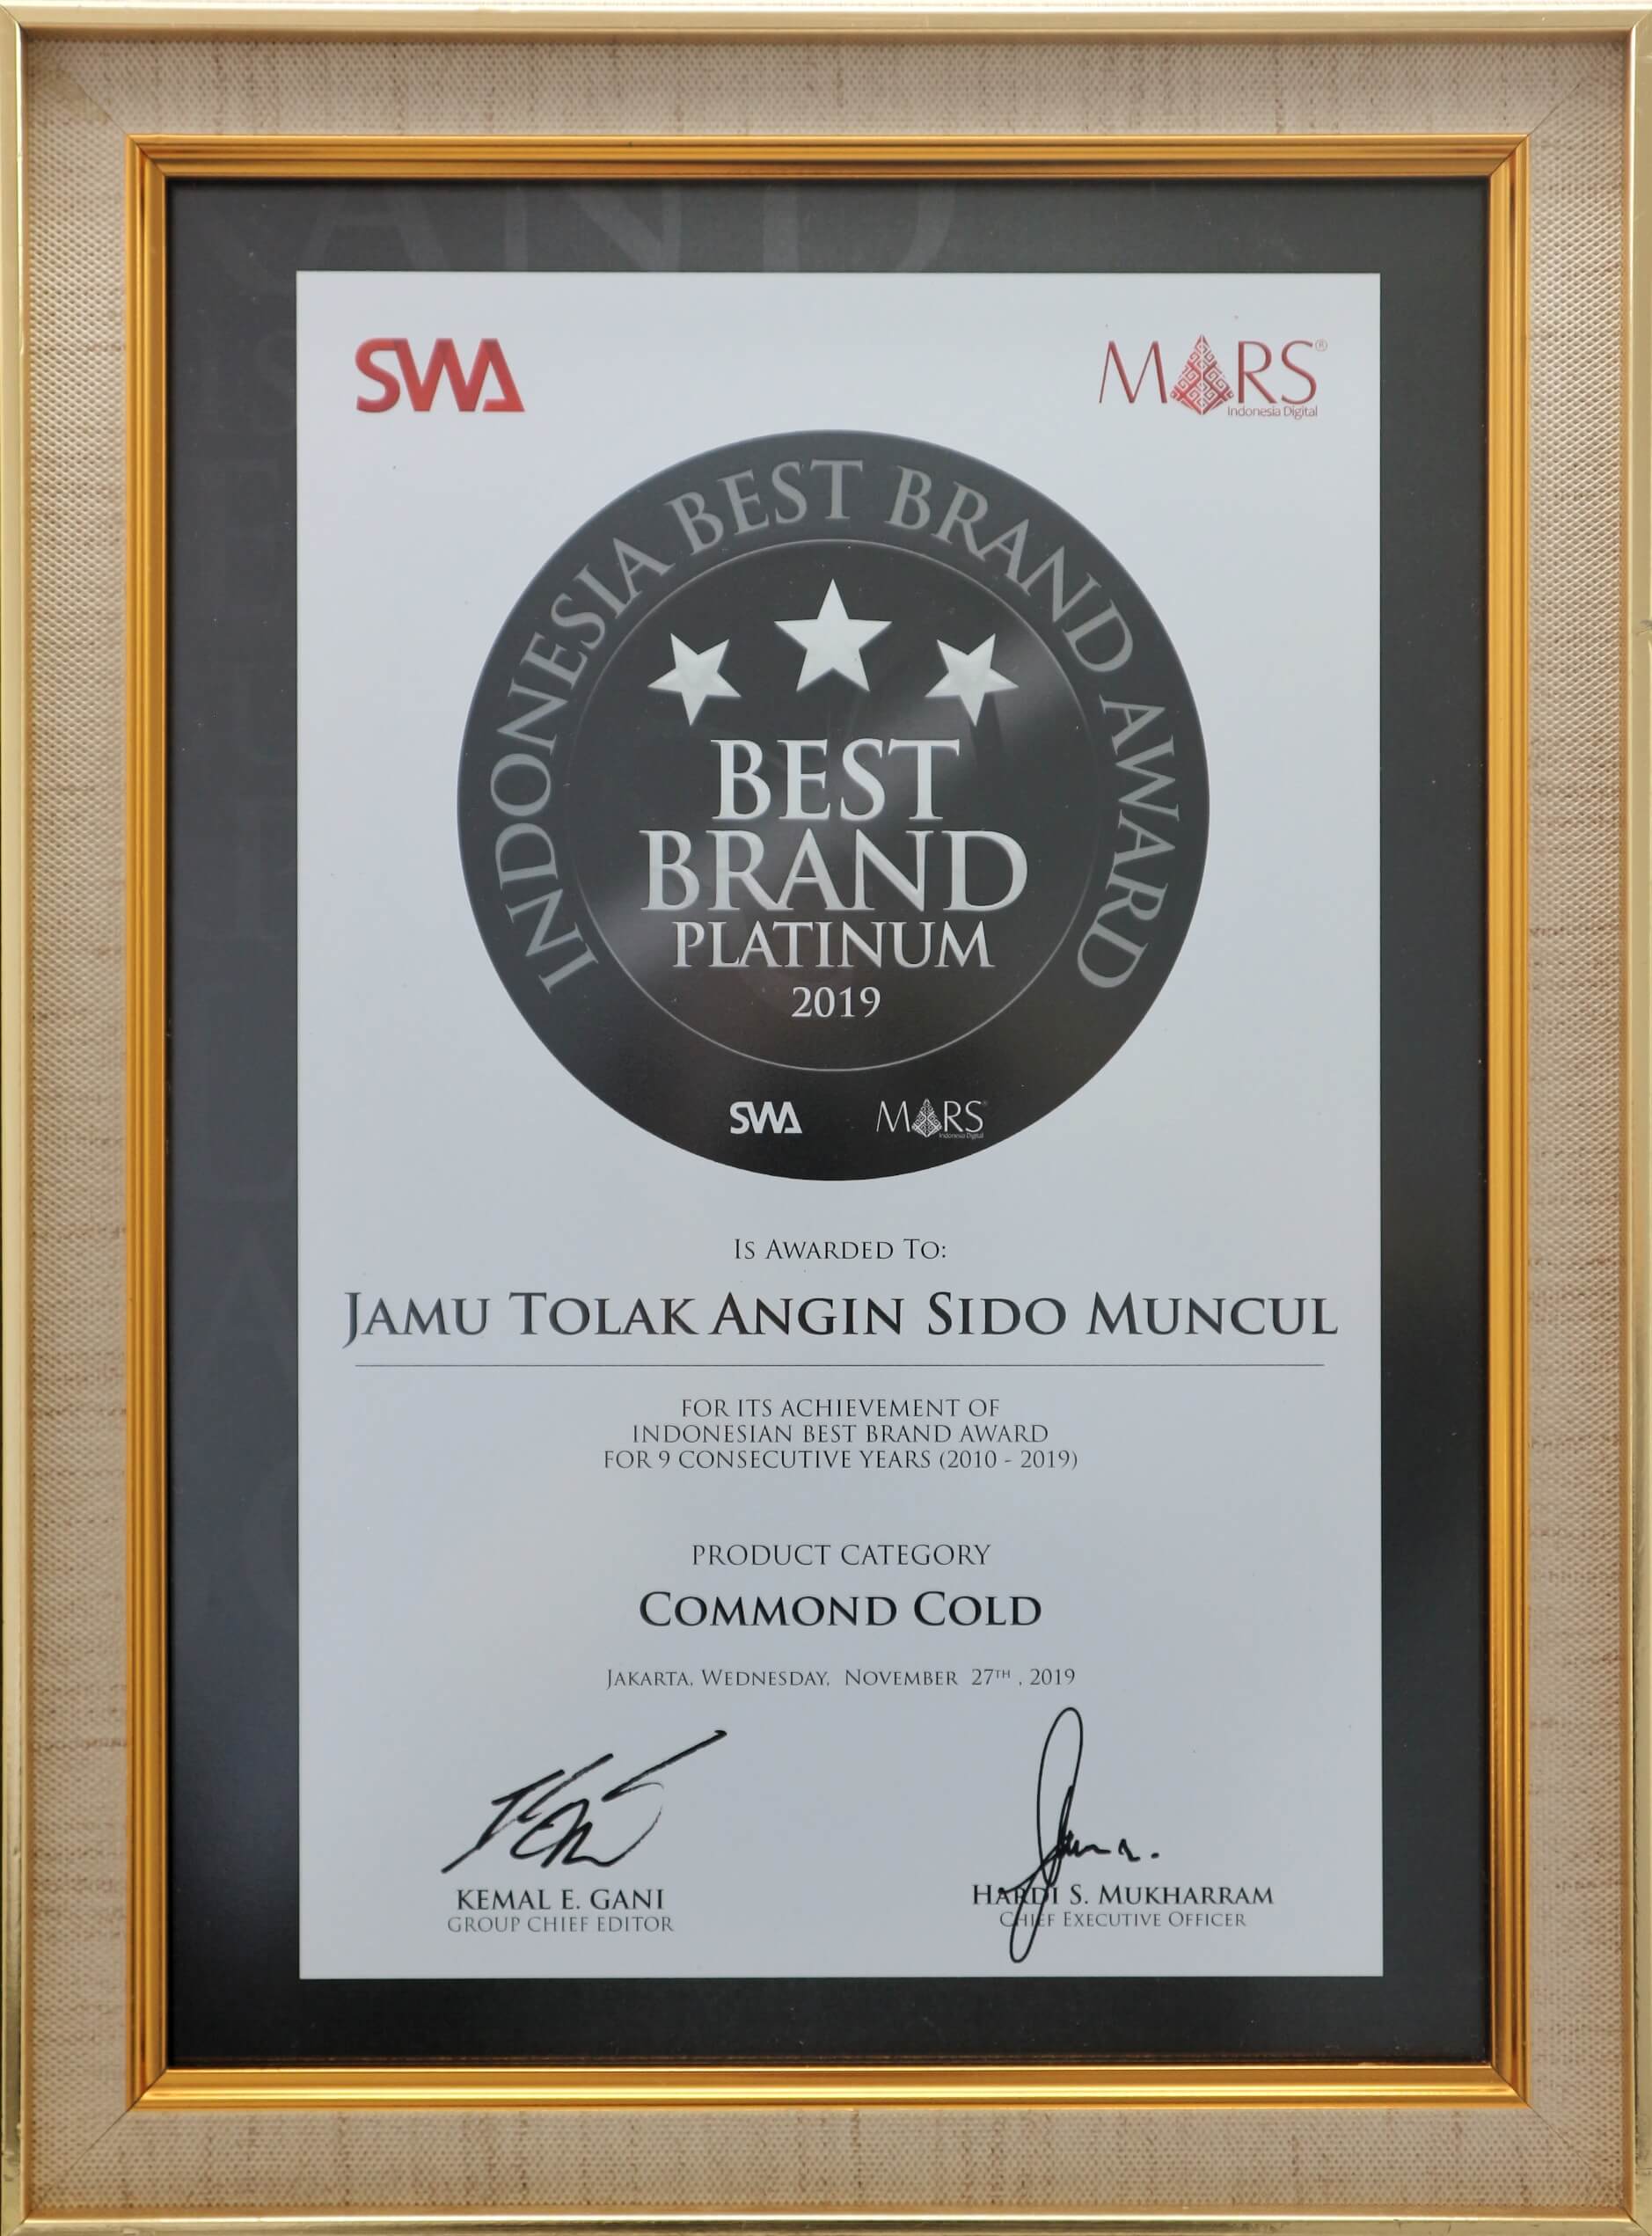 SWA
MARS®
Indonesia Digital
INDONESIA BEST BRAND AWARD
BEST
BRAND
PLATINUM
2019
SWA
MARS
Indonesia Digital
IS AWARDED TO:
JAMU TOLAK ANGIN SIDO MUNCUL
FOR ITS ACHIEVEMENT OF
INDONESIAN BEST BRAND AWARD
FOR 9 CONSECUTIVE YEARS (2010 - 2019)
PRODUCT CATEGORY
COMMOND COLD
JAKARTA, WEDNESDAY, NOVEMBER 27TH , 2019
KEMAL E. GANI
GROUP CHIEF EDITOR
HARDI S. MUKHARRAM
CHIEF EXECUTIVE OFFICER